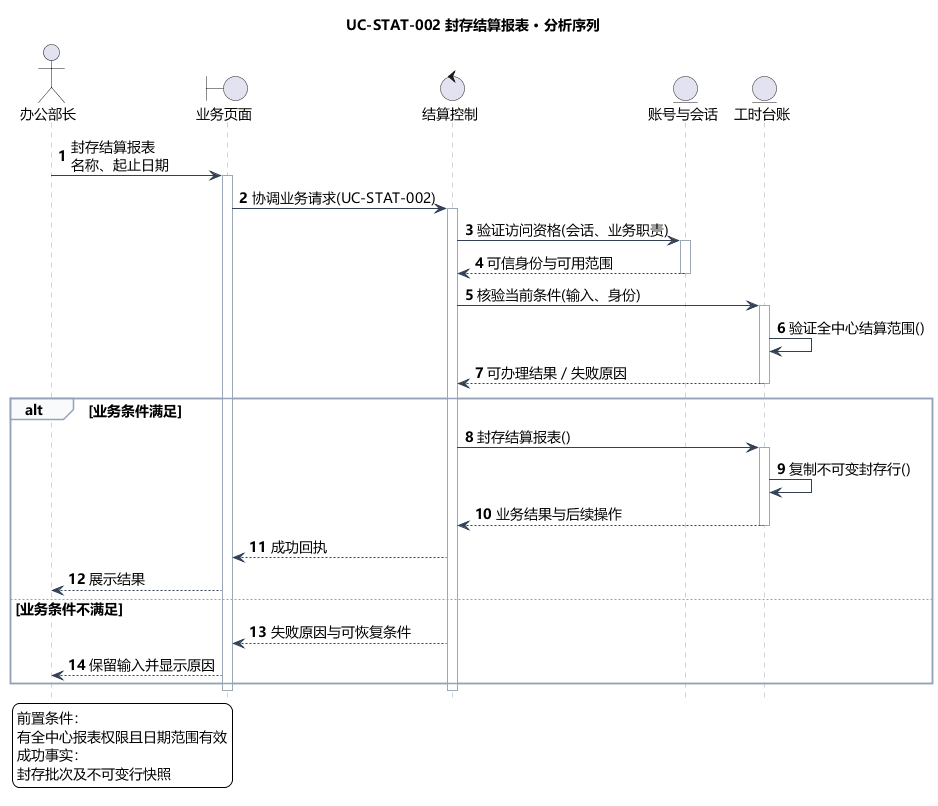 UC-STAT-002 封存结算报表・分析序列
办公部长
业务页面
结算控制
账号与会话
工时台账
1 封存结算报表
名称、起止日期
2 协调业务请求(UC-STAT-002)
3 验证访问资格(会话、业务职责)
4 可信身份与可用范围
5 核验当前条件(输入、身份)
6 验证全中心结算范围()
7 可办理结果 / 失败原因
alt [业务条件满足]
8 封存结算报表()
9 复制不可变封存行()
10 业务结果与后续操作
11 成功回执
12 展示结果
[业务条件不满足]
13 失败原因与可恢复条件
14 保留输入并显示原因
前置条件：
有全中心报表权限且日期范围有效
成功事实：
封存批次及不可变行快照